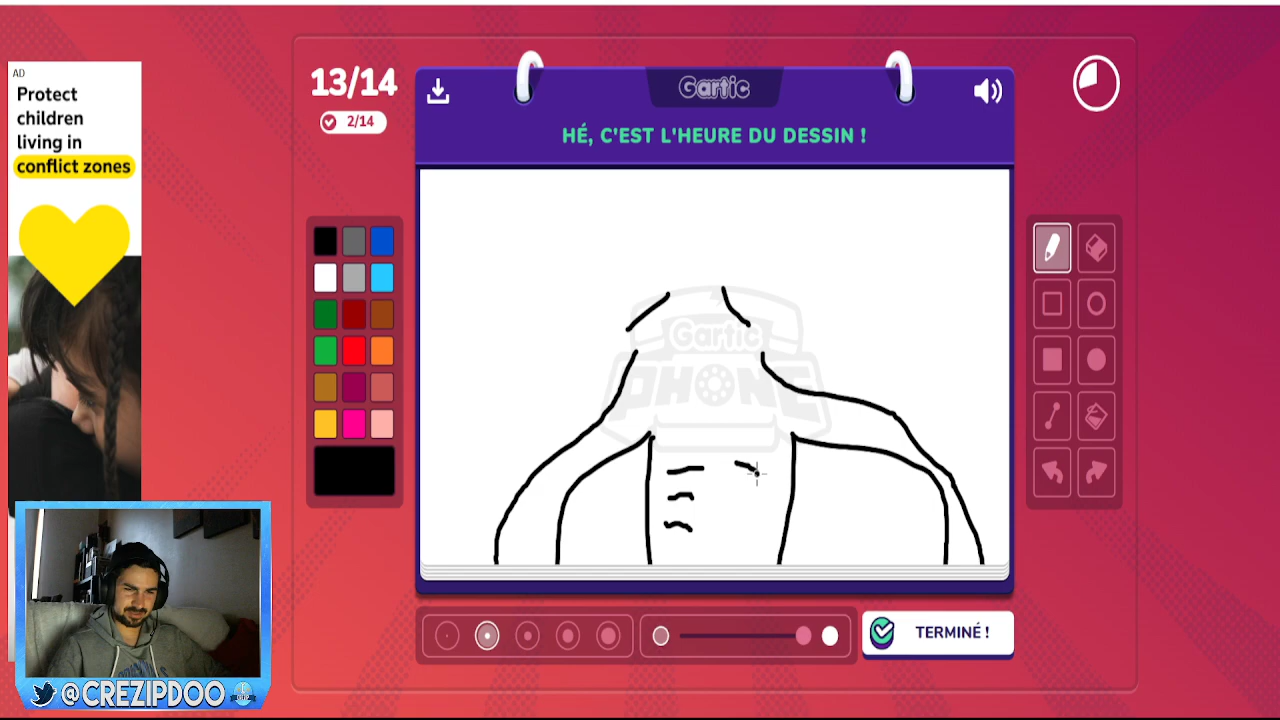 AD
Protect
children
living in
conflict zones
13/14
2/14
Gartic
HÉ, C'EST L'HEURE DU DESSIN !
Gartic
PHONE
TERMINÉ !
@CREZIPDOO